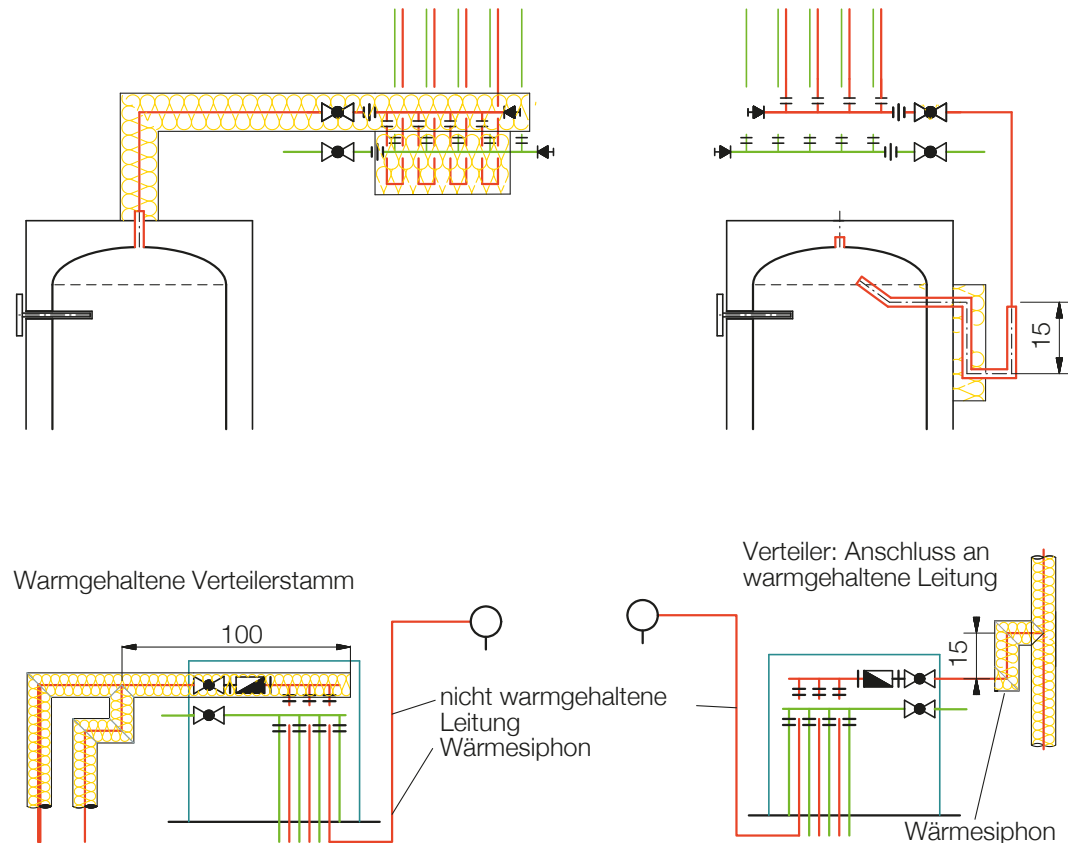 15
Warmgehaltene Verteilerstamm
100
nicht warmgehaltene
Leitung
Wärmesiphon
Verteiler: Anschluss an
warmgehaltene Leitung
15
Wärmesiphon